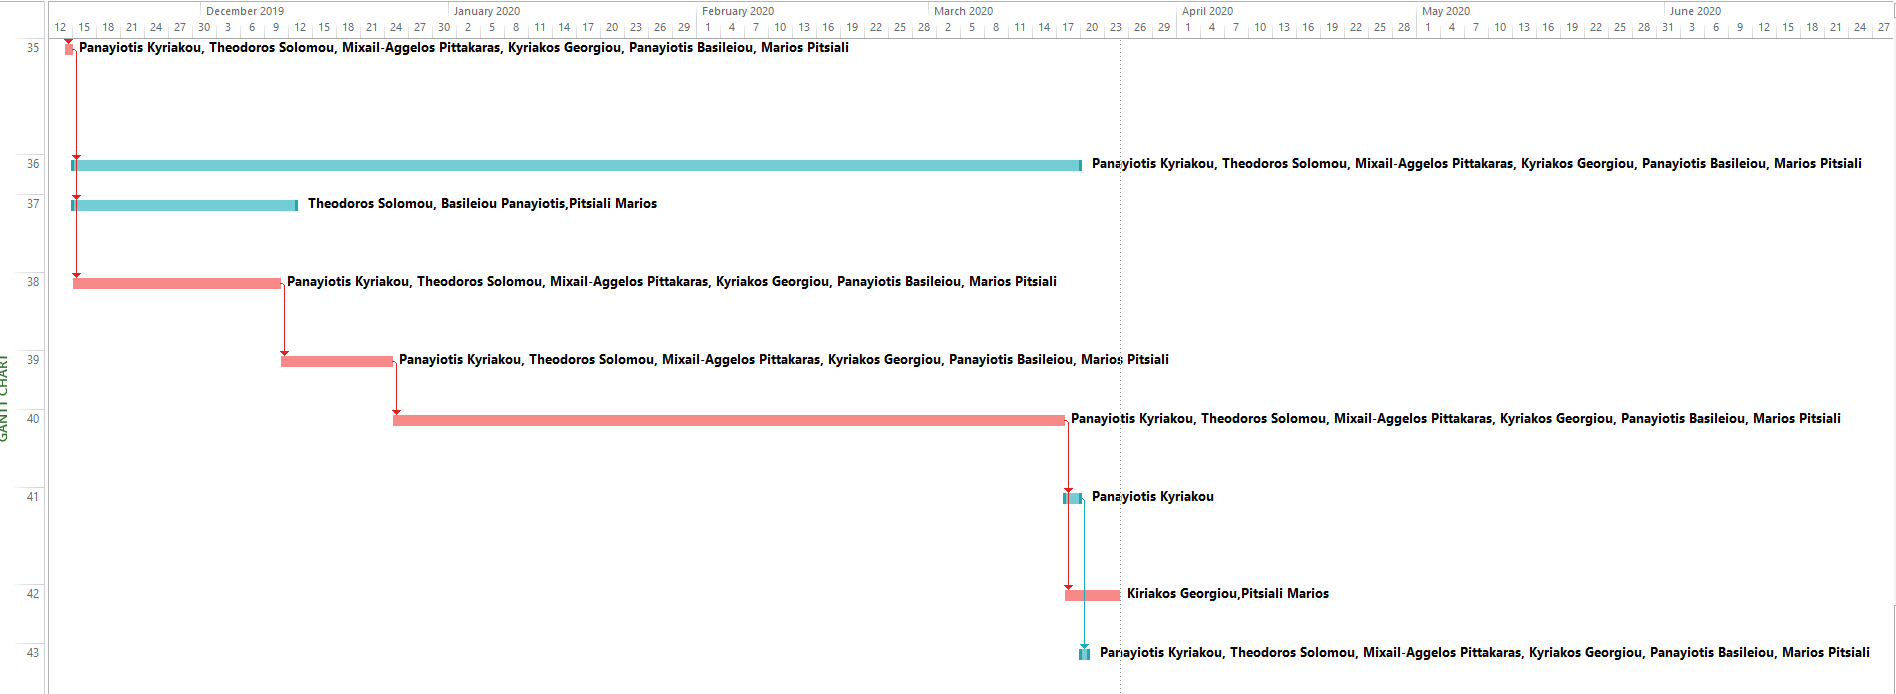 December 2019 January 2020 February 2020 March 2020 April 2020 May 2020 June 2020
12 15 18 21 24 27 30 3 6 9 12 15 18 21 24 27 30 2 5 8 11 14 17 20 23 26 29 1 4 7 10 13 16 19 22 25 28 2 5 8 11 14 17 20 23 26 29 1 4 7 10 13 16 19 22 25 28 1 4 7 10 13 16 19 22 25 28 31 3 6 9 12 15 18 21 24 27
35 Panayiotis Kyriakou, Theodoros Solomou, Mixail-Aggelos Pittakaras, Kyriakos Georgiou, Panayiotis Basileiou, Marios Pitsiali
36 Panayiotis Kyriakou, Theodoros Solomou, Mixail-Aggelos Pittakaras, Kyriakos Georgiou, Panayiotis Basileiou, Marios Pitsiali
37 Theodoros Solomou, Basileiou Panayiotis,Pitsiali Marios
38 Panayiotis Kyriakou, Theodoros Solomou, Mixail-Aggelos Pittakaras, Kyriakos Georgiou, Panayiotis Basileiou, Marios Pitsiali
39 Panayiotis Kyriakou, Theodoros Solomou, Mixail-Aggelos Pittakaras, Kyriakos Georgiou, Panayiotis Basileiou, Marios Pitsiali
GANTT CHART
40 Panayiotis Kyriakou, Theodoros Solomou, Mixail-Aggelos Pittakaras, Kyriakos Georgiou, Panayiotis Basileiou, Marios Pitsiali
41 Panayiotis Kyriakou
42 Kiriakos Georgiou,Pitsiali Marios
43 Panayiotis Kyriakou, Theodoros Solomou, Mixail-Aggelos Pittakaras, Kyriakos Georgiou, Panayiotis Basileiou, Marios Pitsiali